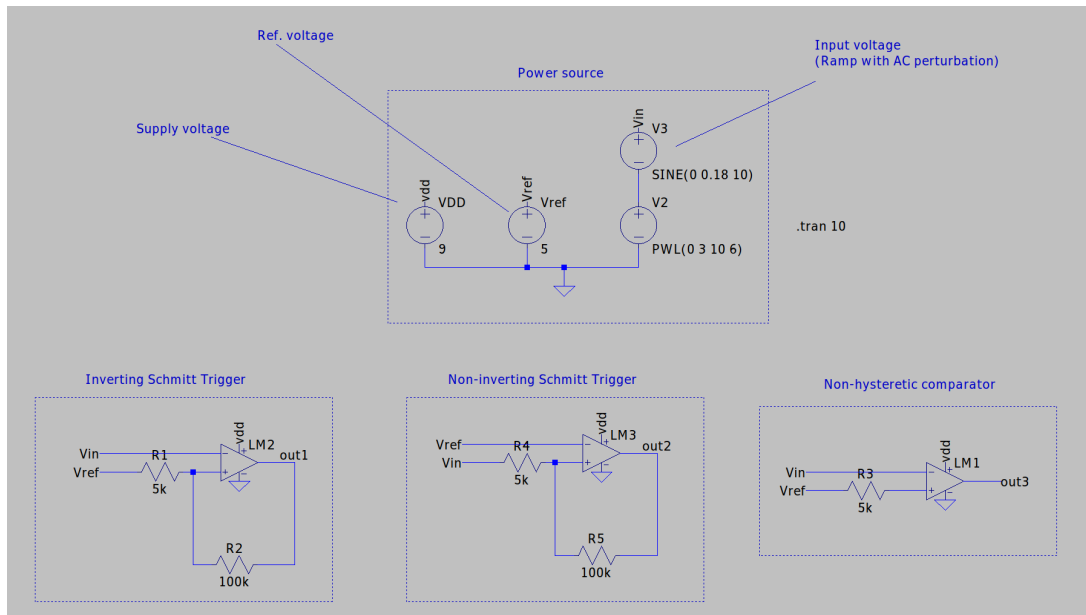 Ref. voltage
Input voltage
(Ramp with AC perturbation)
Power source
Supply voltage
Vin
V3
SINE(0 0.18 10)
vdd
VDD
9
Vref
Vref
5
V2
PWL(0 3 10 6)
.tran 10
Inverting Schmitt Trigger
Vin
Vref
R1
5k
vdd
LM2
out1
R2
100k
Non-inverting Schmitt Trigger
Vref
Vin
R4
5k
vdd
LM3
out2
R5
100k
Non-hysteretic comparator
Vin
Vref
R3
5k
vdd
LM1
out3